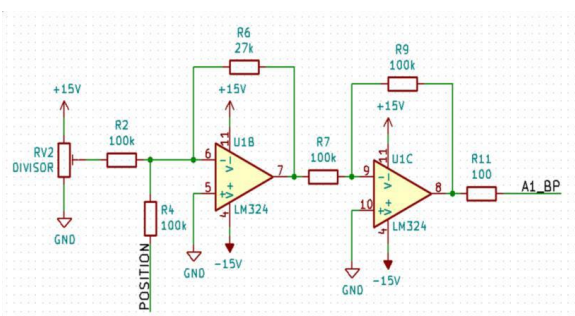 R6
27k
R9
100k
+15V
+15V
+15V
R2
100k
RV2
DIVISOR
11
U1B
6
-
V-
7
5
+
V+
4
LM324
R7
100k
11
U1C
9
-
V-
8
10
+
V+
4
LM324
R11
100
A1_BP
R4
100k
GND
GND
-15V
GND
-15V
POSITION